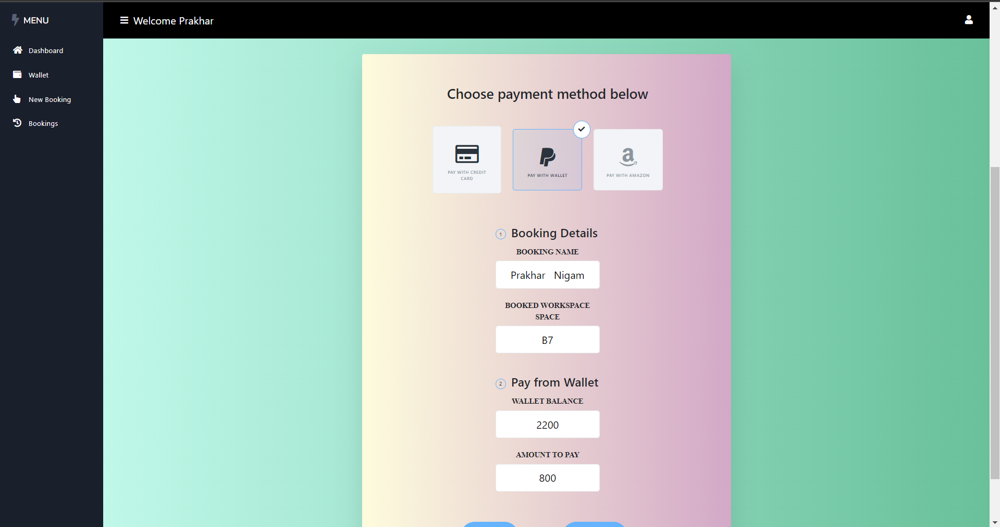 MENU
Dashboard
Wallet
New Booking
Bookings
Welcome Prakhar
Choose payment method below
PAY WITH CREDIT
CARD
PAY WITH WALLET
PAY WITH AMAZON
1 Booking Details
BOOKING NAME
Prakhar Nigam
BOOKED WORKSPACE
SPACE
B7
2 Pay from Wallet
WALLET BALANCE
2200
AMOUNT TO PAY
800